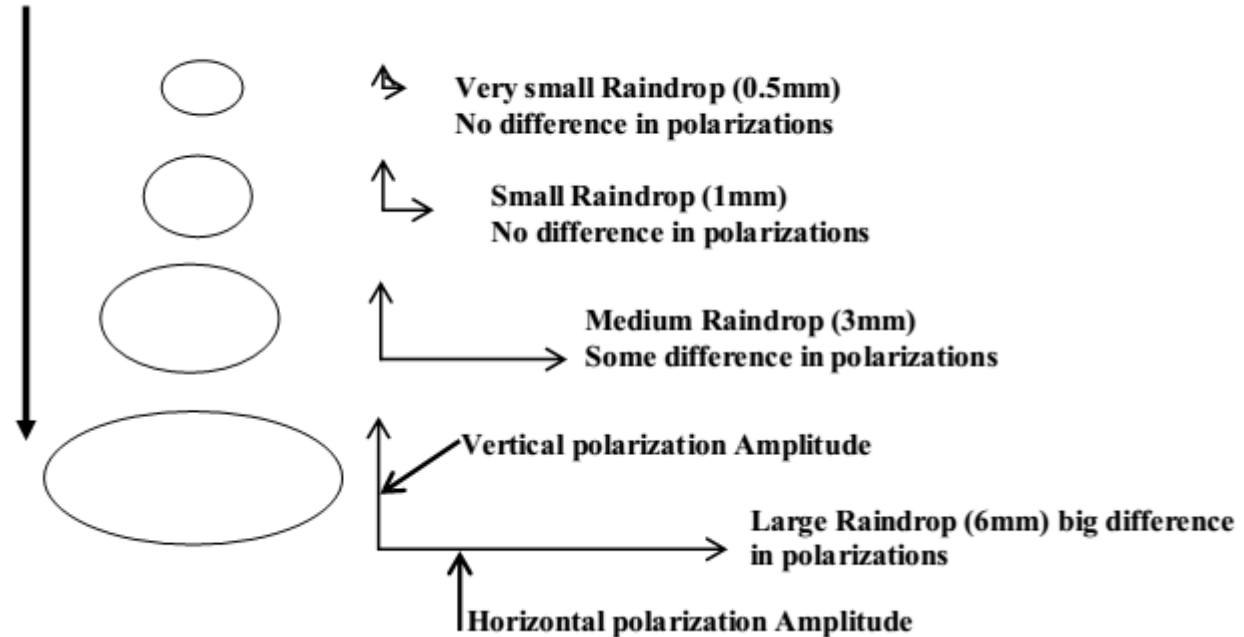 Very small Raindrop (0.5mm)
No difference in polarizations
Small Raindrop (1mm)
No difference in polarizations
Medium Raindrop (3mm)
Some difference in polarizations
Vertical polarization Amplitude
Large Raindrop (6mm) big difference
in polarizations
Horizontal polarization Amplitude